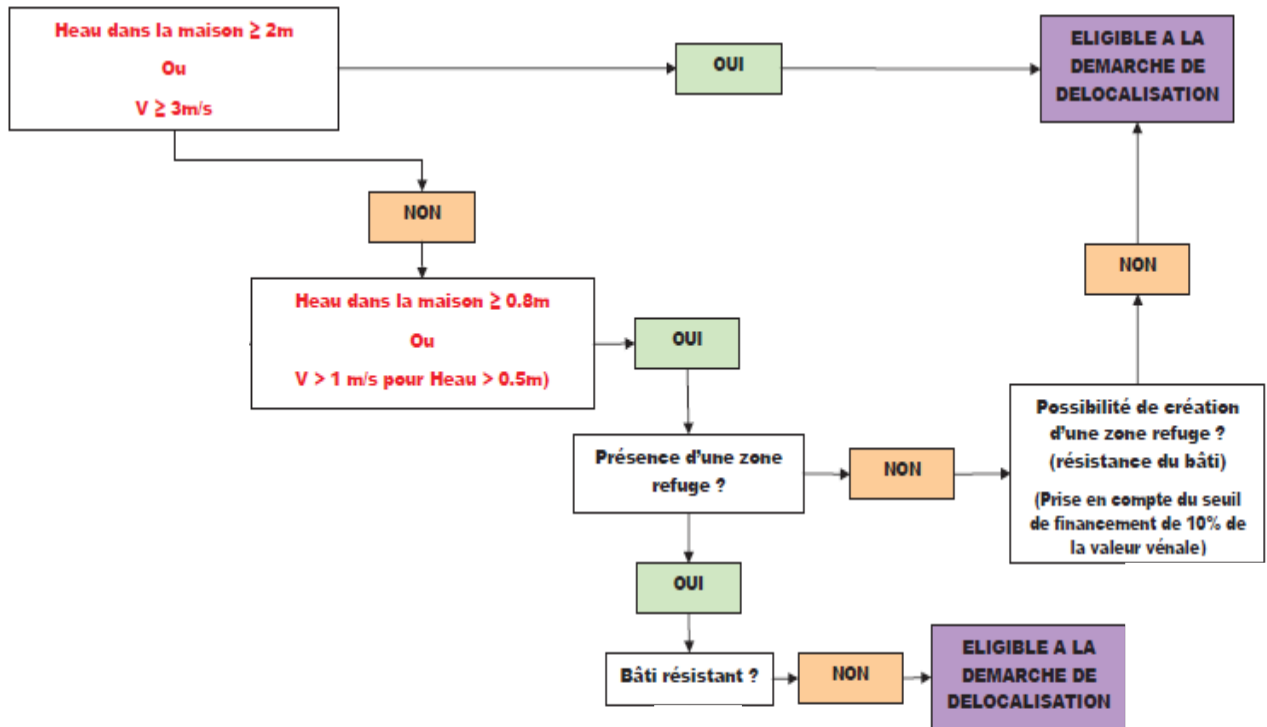 Heau dans la maison ≥ 2m
Ou
V ≥ 3m/s
OUI
ELIGIBLE A LA
DEMARCHE DE
DELOCALISATION
NON
Heau dans la maison ≥ 0.8m
Ou
V > 1 m/s pour Heau > 0.5m)
OUI
NON
Présence d'une zone
refuge ?
NON
Possibilité de création
d'une zone refuge ?
(résistance du bâti)
(Prise en compte du seuil
de financement de 10% de
la valeur vénale)
OUI
Bâti résistant ?
NON
ELIGIBLE A LA
DEMARCHE DE
DELOCALISATION